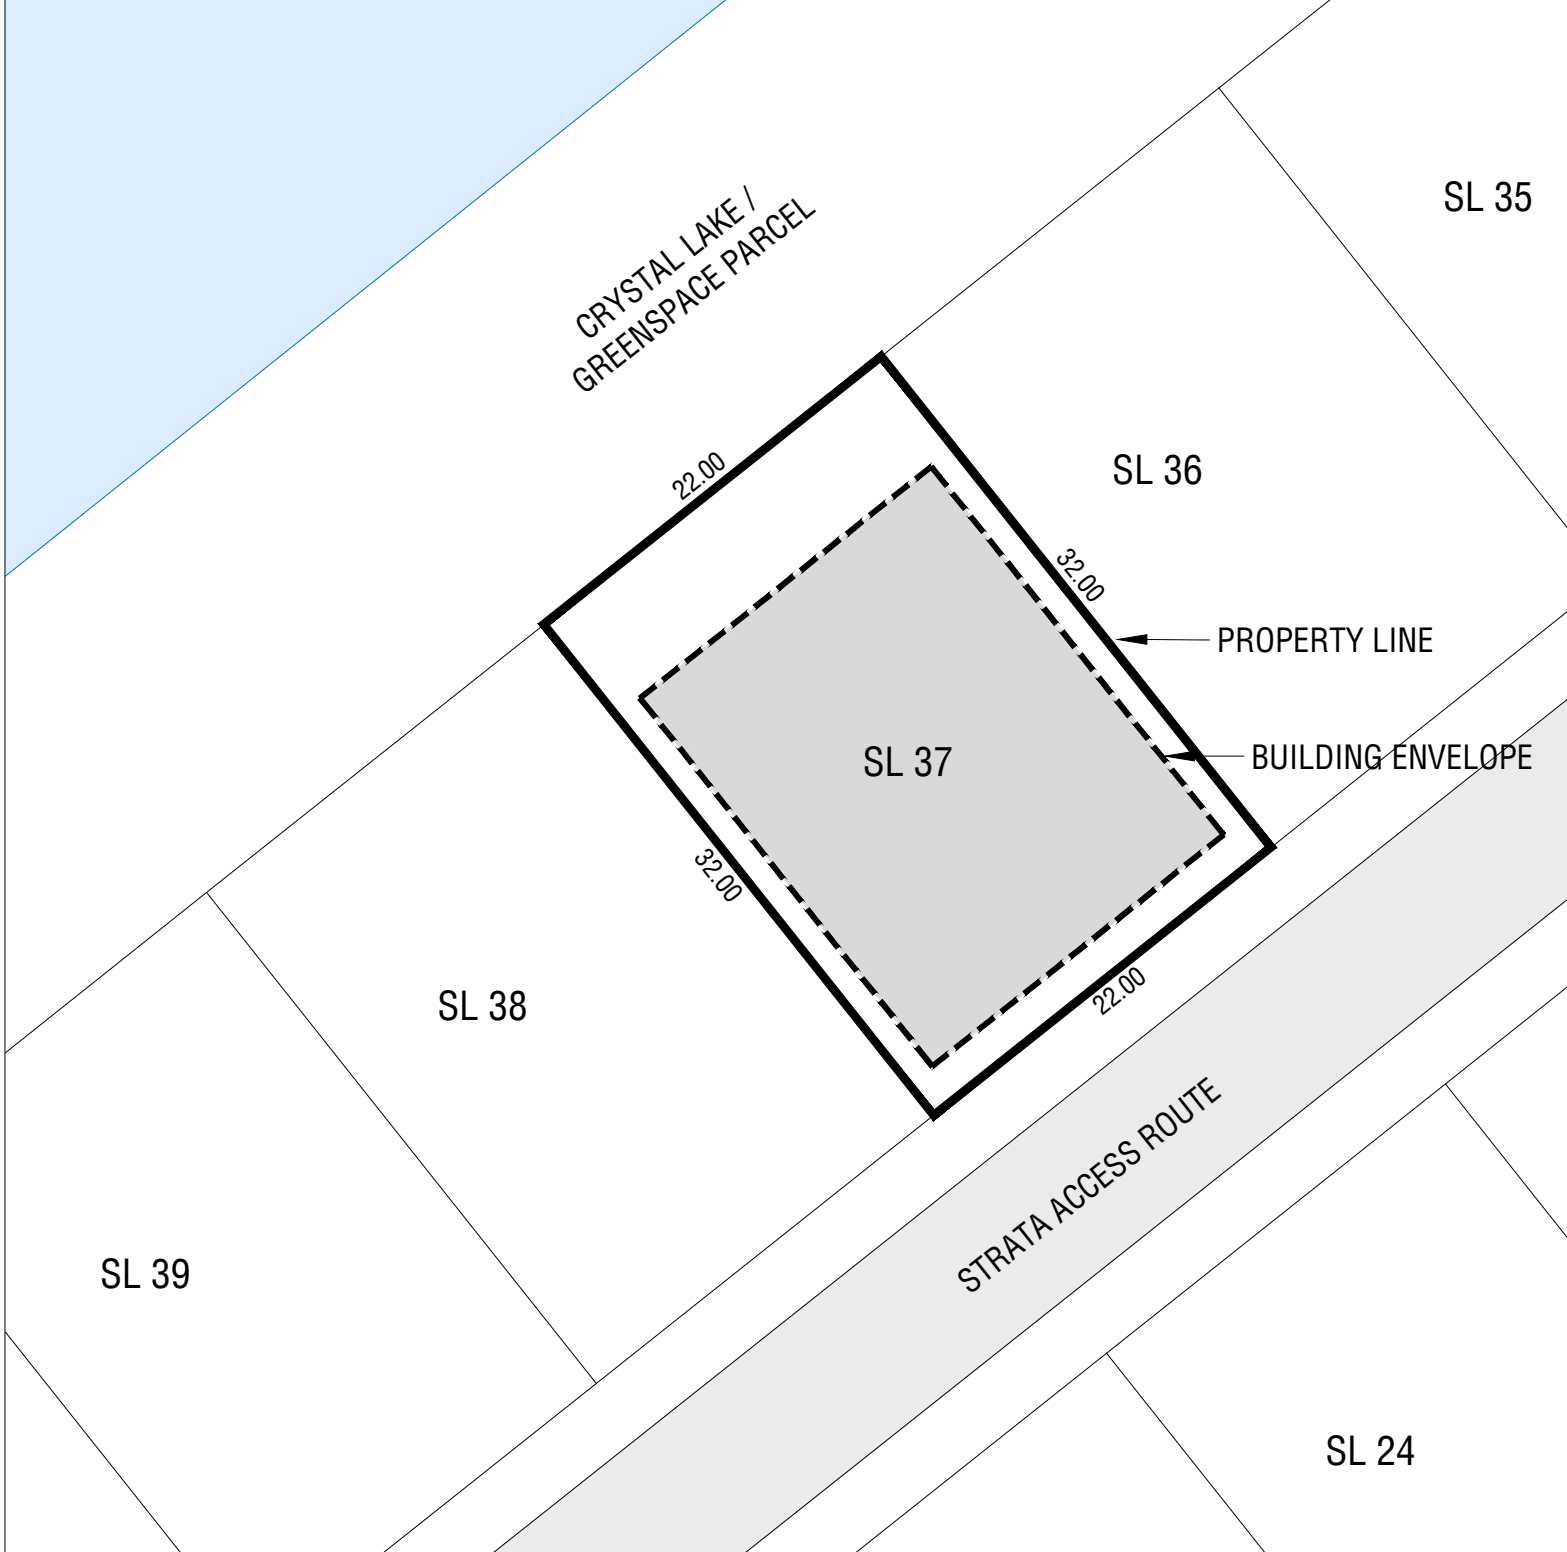 SL 35
CRYSTAL LAKE /
GREENSPACE PARCEL
22.00
SL 36
32.00
PROPERTY LINE
BUILDING ENVELOPE
SL 37
32.00
22.00
SL 38
STRATA ACCESS ROUTE
SL 39
SL 24